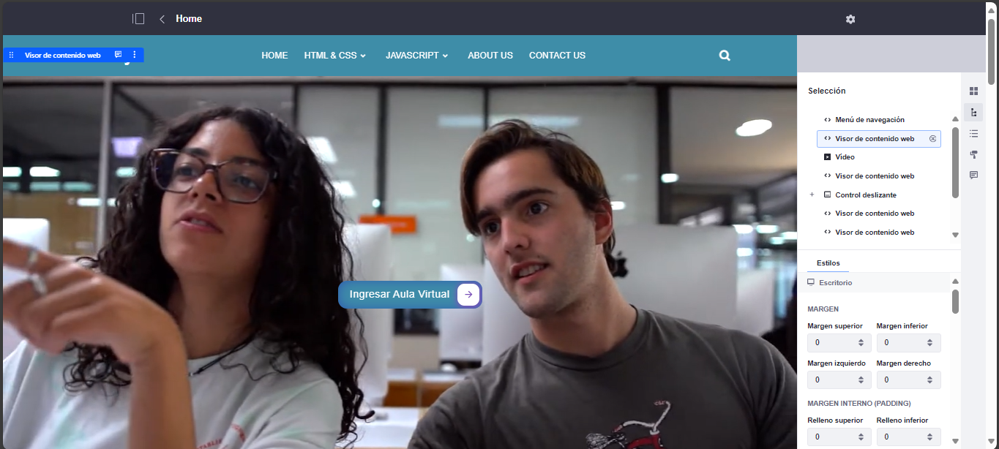 Home
Visor de contenido web
HOME
HTML & CSS
JAVASCRIPT
ABOUT US
CONTACT US
Ingresar Aula Virtual
Selección
Menú de navegación
Visor de contenido web
Video
Visor de contenido web
+ Control deslizante
Visor de contenido web
Visor de contenido web
Estilos
Escritorio
MARGEN
Margen superior Margen inferior
0 0
Margen izquierdo Margen derecho
0 0
MARGEN INTERNO (PADDING)
Relleno superior Relleno inferior
0 0